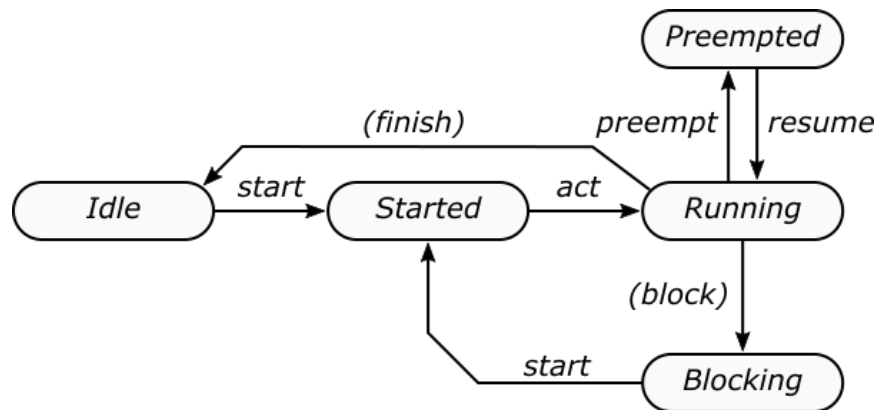 Preempted
(finish)
preempt
resume
Idle
start
Started
act
Running
(block)
start
Blocking